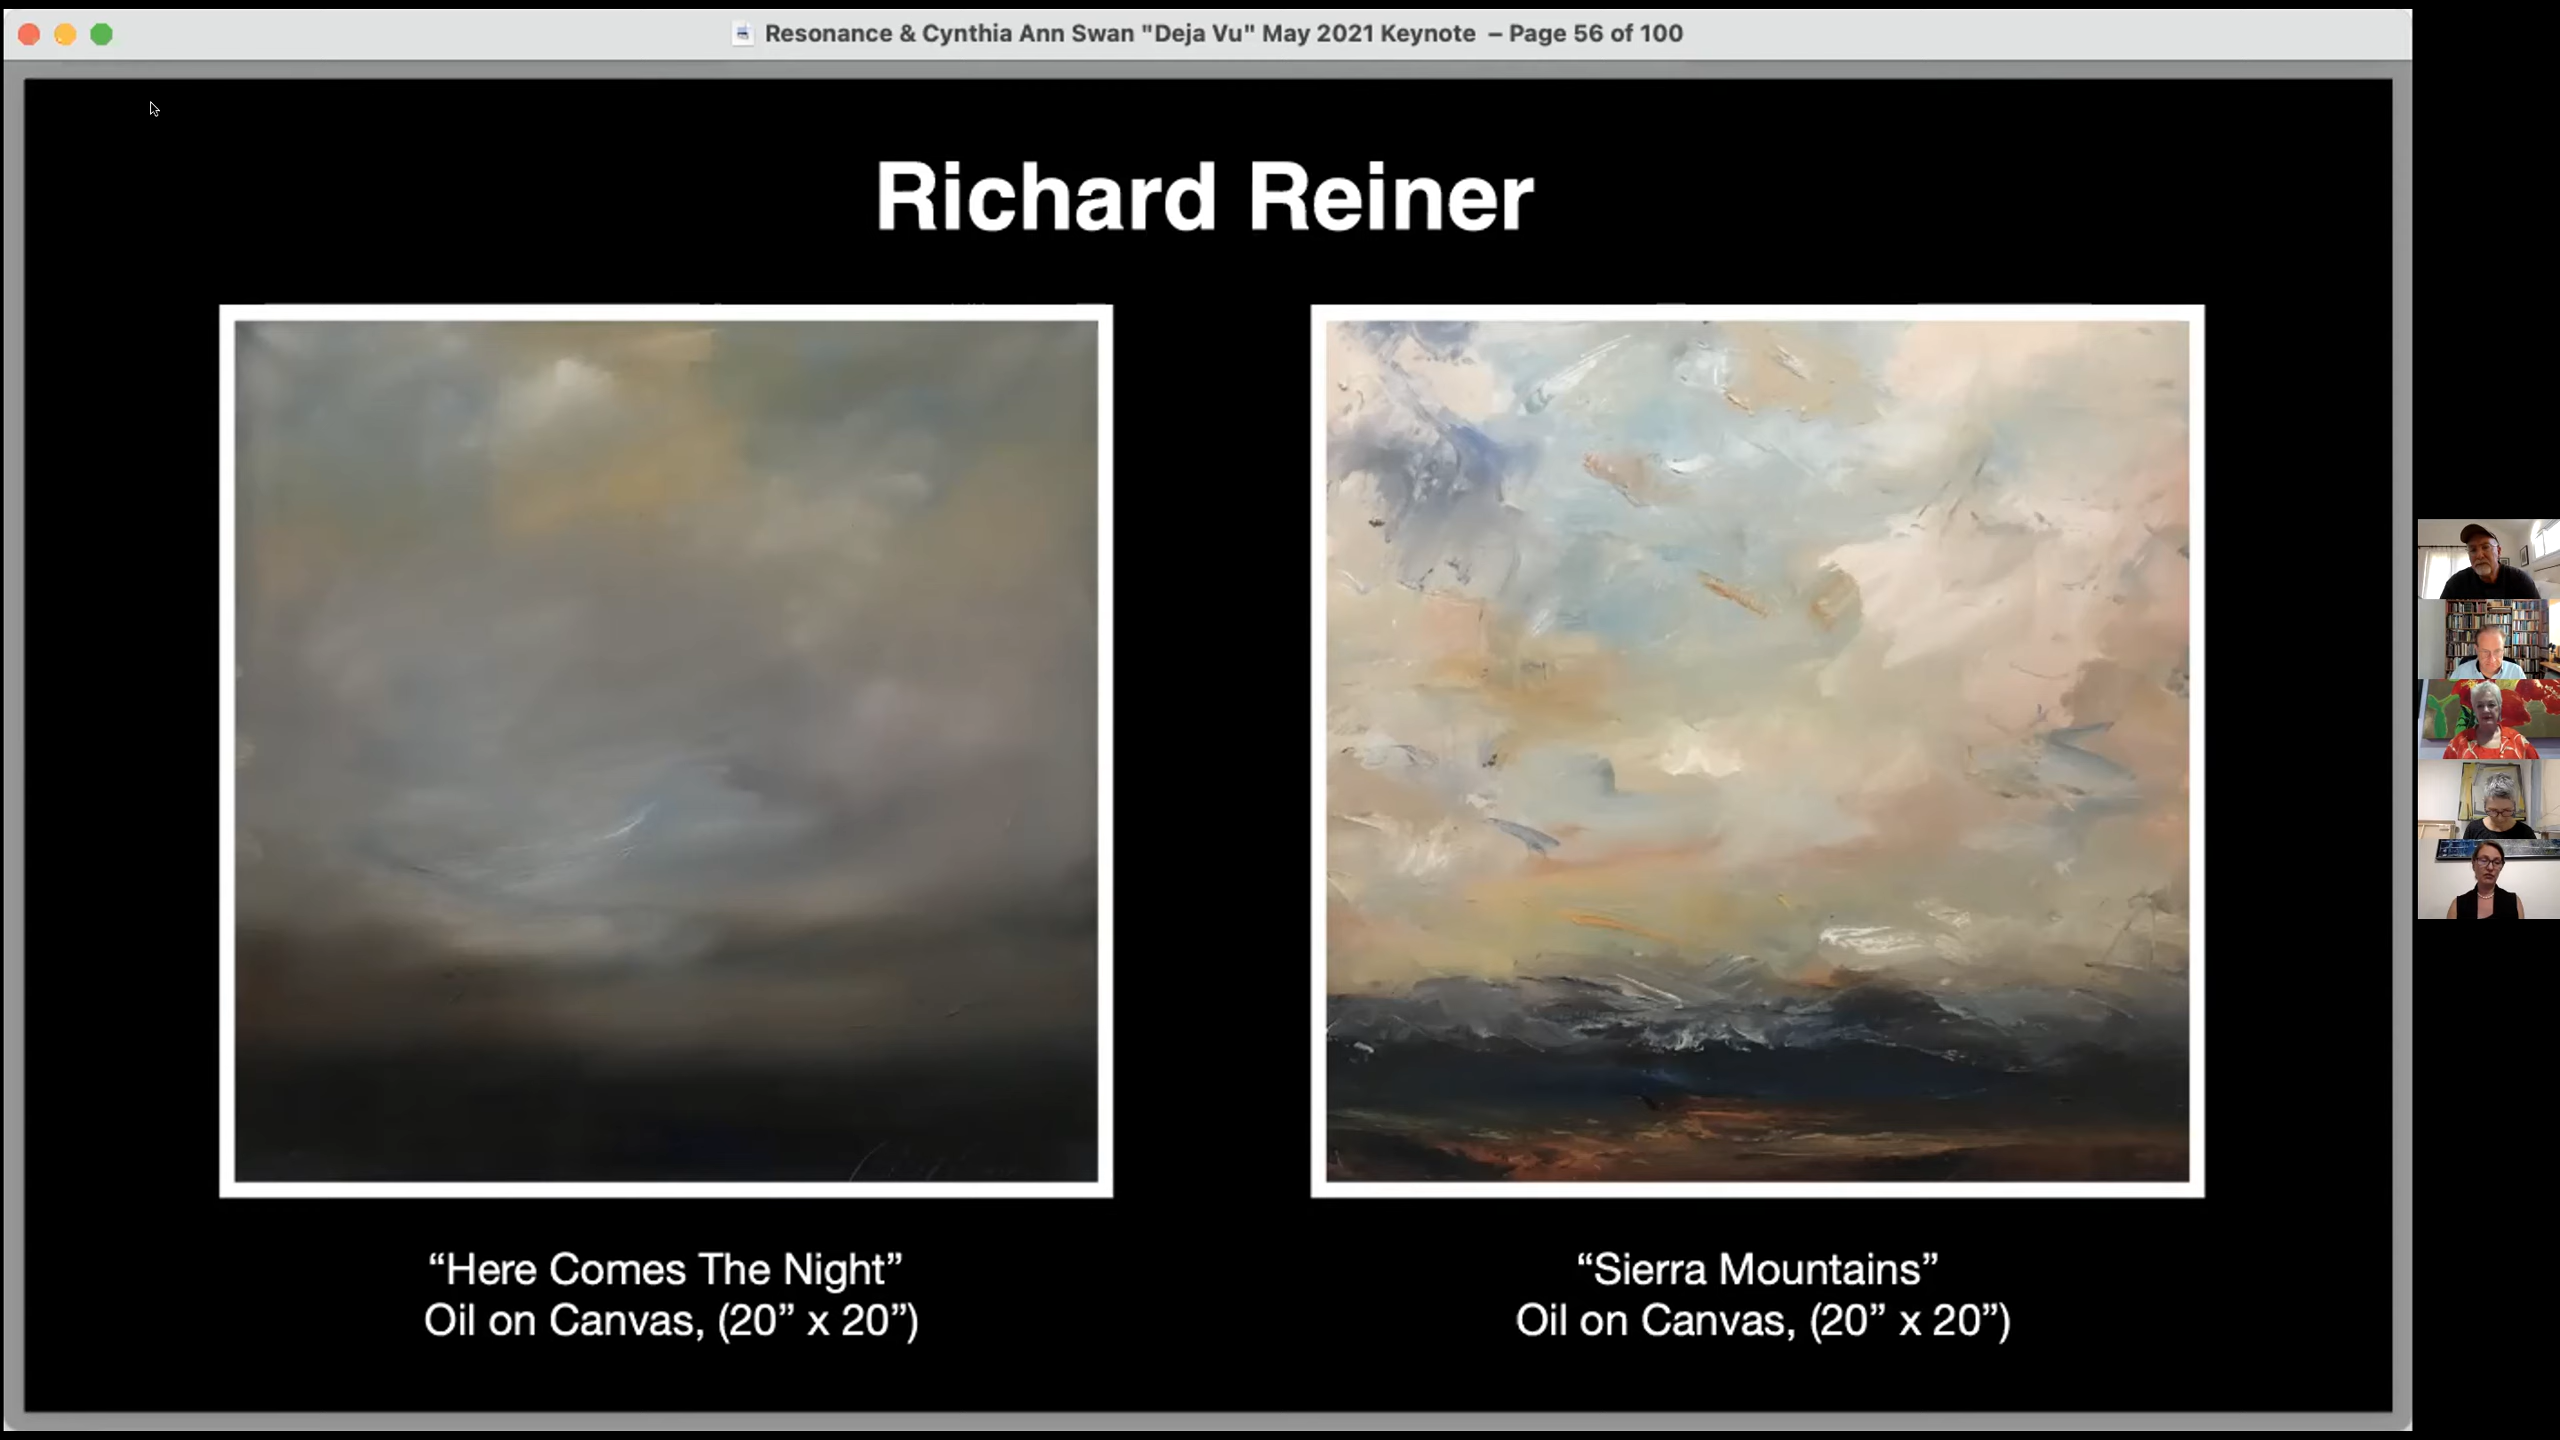 Resonance & Cynthia Ann Swan "Deja Vu" May 2021 Keynote – Page 56 of 100
Richard Reiner
“Here Comes The Night”
Oil on Canvas, (20” x 20”)
“Sierra Mountains”
Oil on Canvas, (20” x 20”)